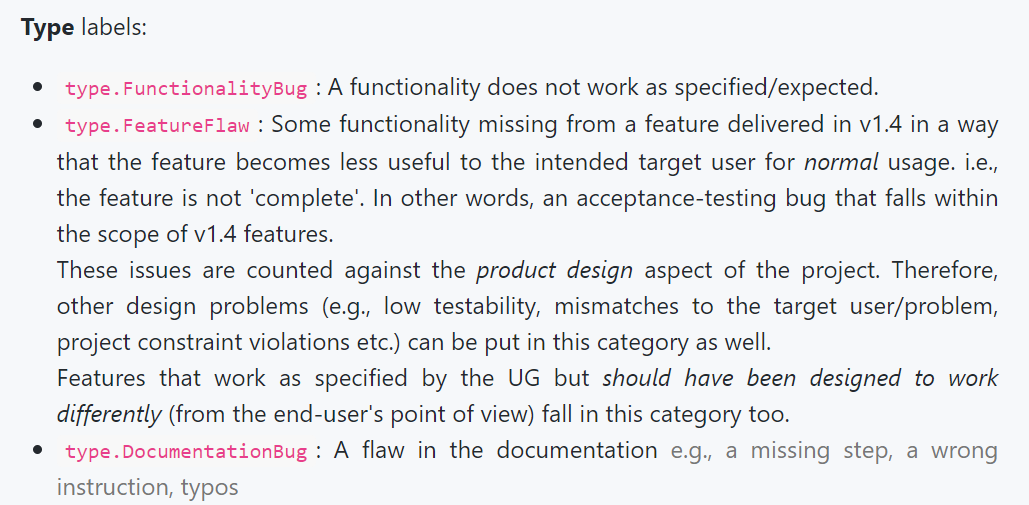 Type labels:
• type.FunctionalityBug : A functionality does not work as specified/expected.
• type.FeatureFlaw : Some functionality missing from a feature delivered in v1.4 in a way
that the feature becomes less useful to the intended target user for normal usage. i.e.,
the feature is not 'complete'. In other words, an acceptance-testing bug that falls within
the scope of v1.4 features.
These issues are counted against the product design aspect of the project. Therefore,
other design problems (e.g., low testability, mismatches to the target user/problem,
project constraint violations etc.) can be put in this category as well.
Features that work as specified by the UG but should have been designed to work
differently (from the end-user's point of view) fall in this category too.
• type.DocumentationBug : A flaw in the documentation e.g., a missing step, a wrong
instruction, typos